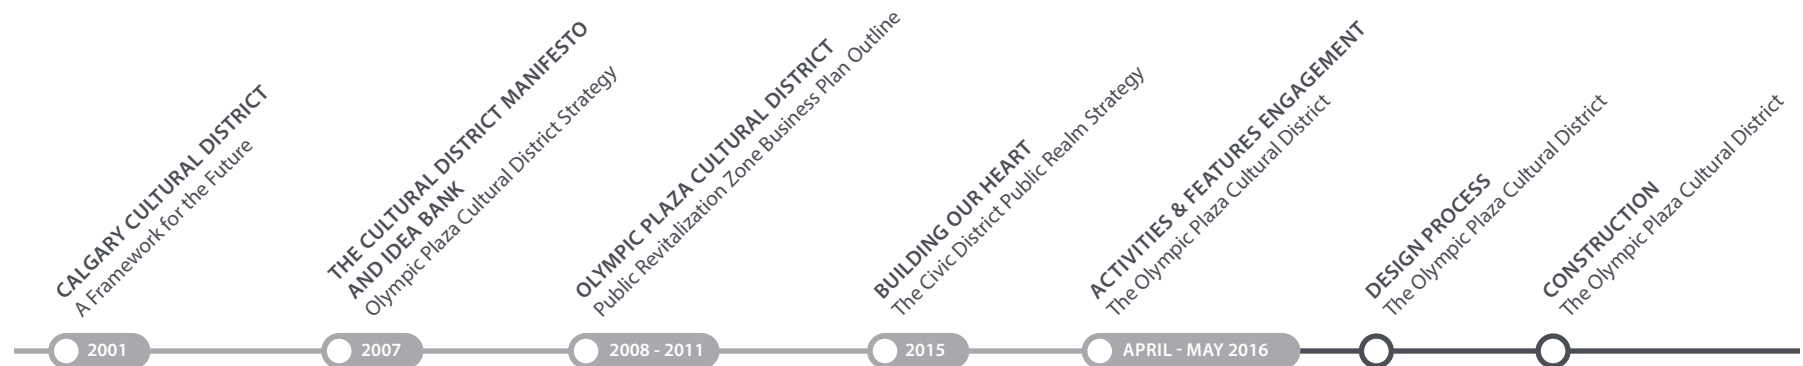 CALGARY CULTURAL DISTRICT
A Framework for the Future
2001
THE CULTURAL DISTRICT MANIFESTO
AND IDEA BANK
Olympic Plaza Cultural District Strategy
2007
OLYMPIC PLAZA CULTURAL DISTRICT
Public Revitalization Zone Business Plan Outline
2008 - 2011
BUILDING OUR HEART
The Civic District Public Realm Strategy
2015
ACTIVITIES & FEATURES ENGAGEMENT
The Olympic Plaza Cultural District
APRIL - MAY 2016
DESIGN PROCESS
The Olympic Plaza Cultural District
CONSTRUCTION
The Olympic Plaza Cultural District